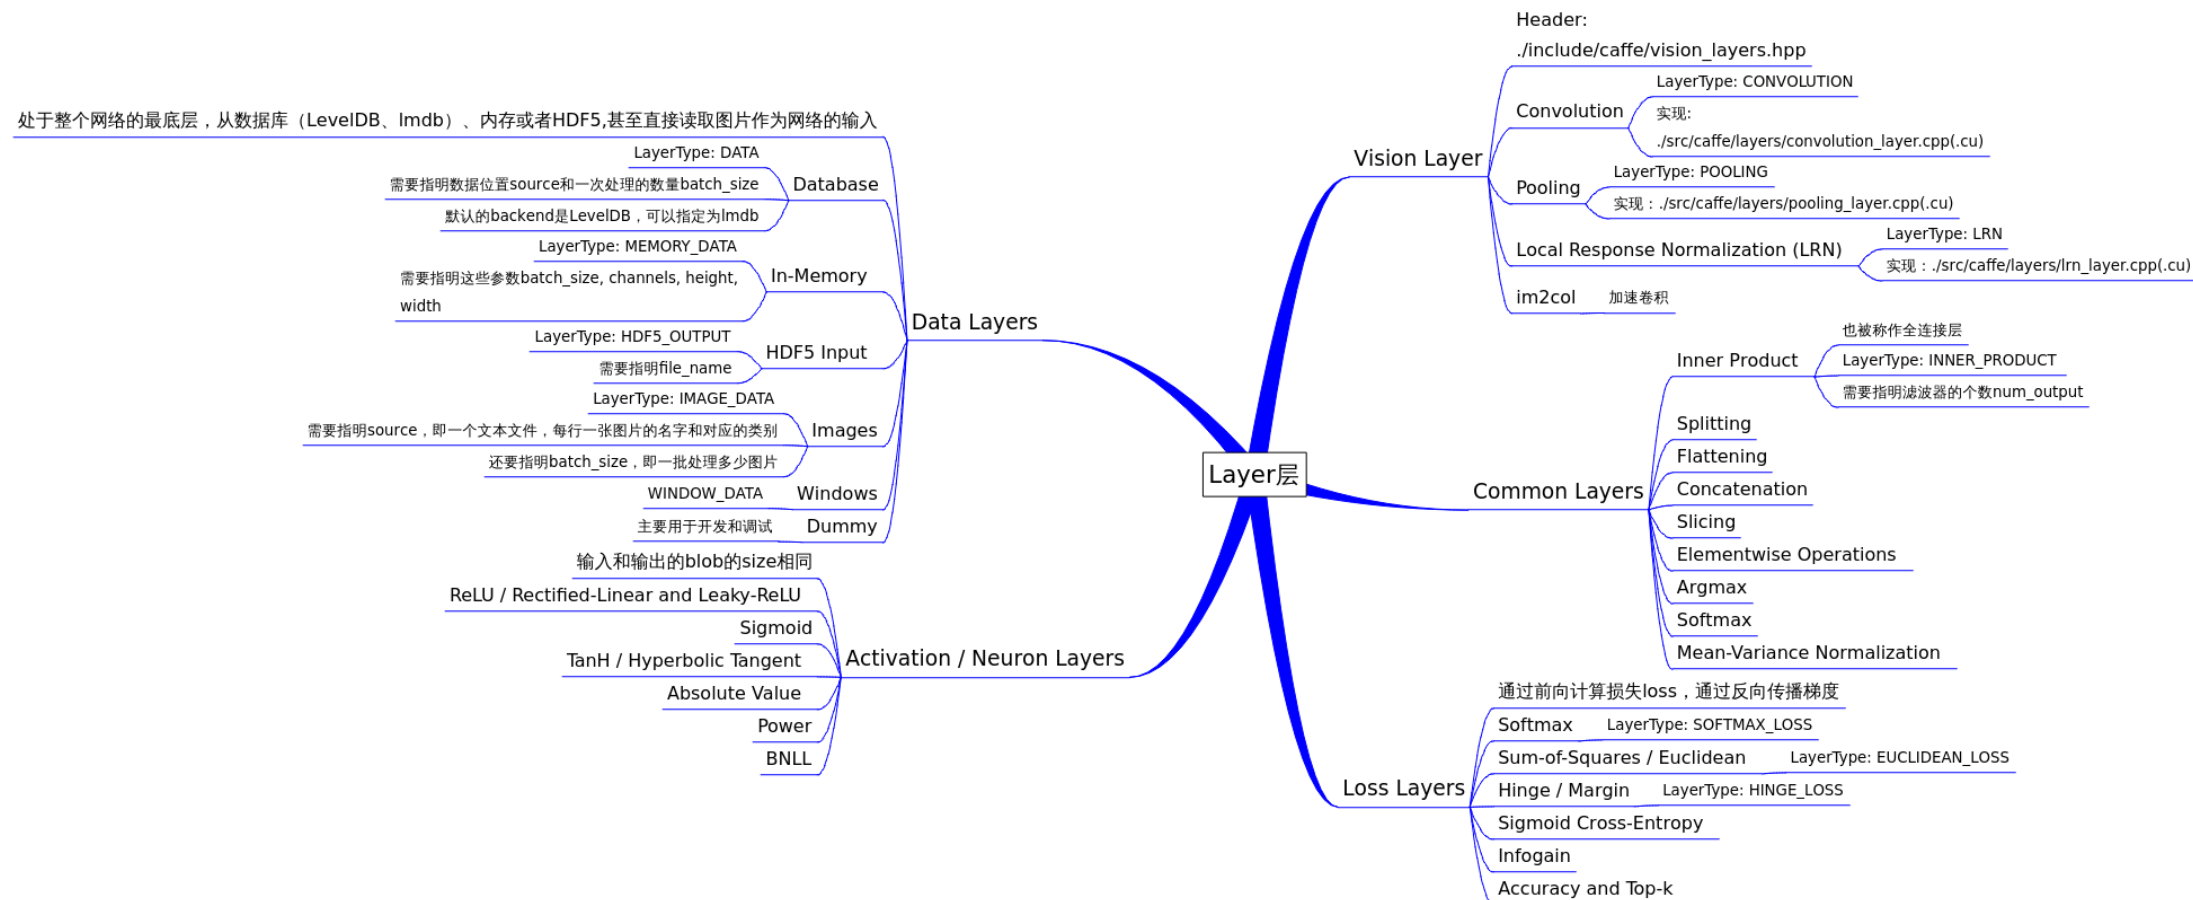 Layer层
Vision Layer
Header:
./include/caffe/vision_layers.hpp
Convolution
LayerType: CONVOLUTION
实现:
./src/caffe/layers/convolution_layer.cpp(.cu)
Pooling
LayerType: POOLING
实现：./src/caffe/layers/pooling_layer.cpp(.cu)
Local Response Normalization (LRN)
LayerType: LRN
实现：./src/caffe/layers/lrn_layer.cpp(.cu)
im2col
加速卷积
Common Layers
Inner Product
也被称作全连接层
LayerType: INNER_PRODUCT
需要指明滤波器的个数num_output
Splitting
Flattening
Concatenation
Slicing
Elementwise Operations
Argmax
Softmax
Mean-Variance Normalization
Loss Layers
通过前向计算损失loss，通过反向传播梯度
Softmax
LayerType: SOFTMAX_LOSS
Sum-of-Squares / Euclidean
LayerType: EUCLIDEAN_LOSS
Hinge / Margin
LayerType: HINGE_LOSS
Sigmoid Cross-Entropy
Infogain
Accuracy and Top-k
Data Layers
处于整个网络的最底层，从数据库（LevelDB、lmdb）、内存或者HDF5,甚至直接读取图片作为网络的输入
Database
LayerType: DATA
需要指明数据位置source和一次处理的数量batch_size
默认的backend是LevelDB，可以指定为lmdb
In-Memory
LayerType: MEMORY_DATA
需要指明这些参数batch_size, channels, height,
width
HDF5 Input
LayerType: HDF5_OUTPUT
需要指明file_name
Images
LayerType: IMAGE_DATA
需要指明source，即一个文本文件，每行一张图片的名字和对应的类别
还要指明batch_size，即一批处理多少图片
Windows
WINDOW_DATA
Dummy
主要用于开发和调试
Activation / Neuron Layers
输入和输出的blob的size相同
ReLU / Rectified-Linear and Leaky-ReLU
Sigmoid
TanH / Hyperbolic Tangent
Absolute Value
Power
BNLL